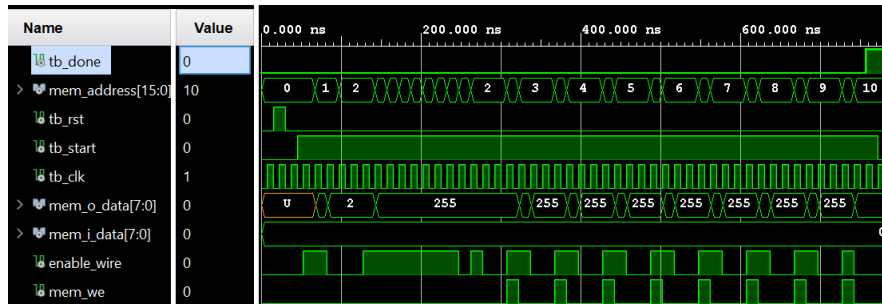 Name Value 0.000 ns 200.000 ns 400.000 ns 600.000 ns
tb_done 0
mem_address[15:0] 10 0 1 2 2 3 4 5 6 7 8 9 10
tb_rst 0
tb_start 0
tb_clk 1
mem_o_data[7:0] 0 U 2 255 255 255 255 255 255 255 255
mem_i_data[7:0] 0
enable_wire 0
mem_we 0